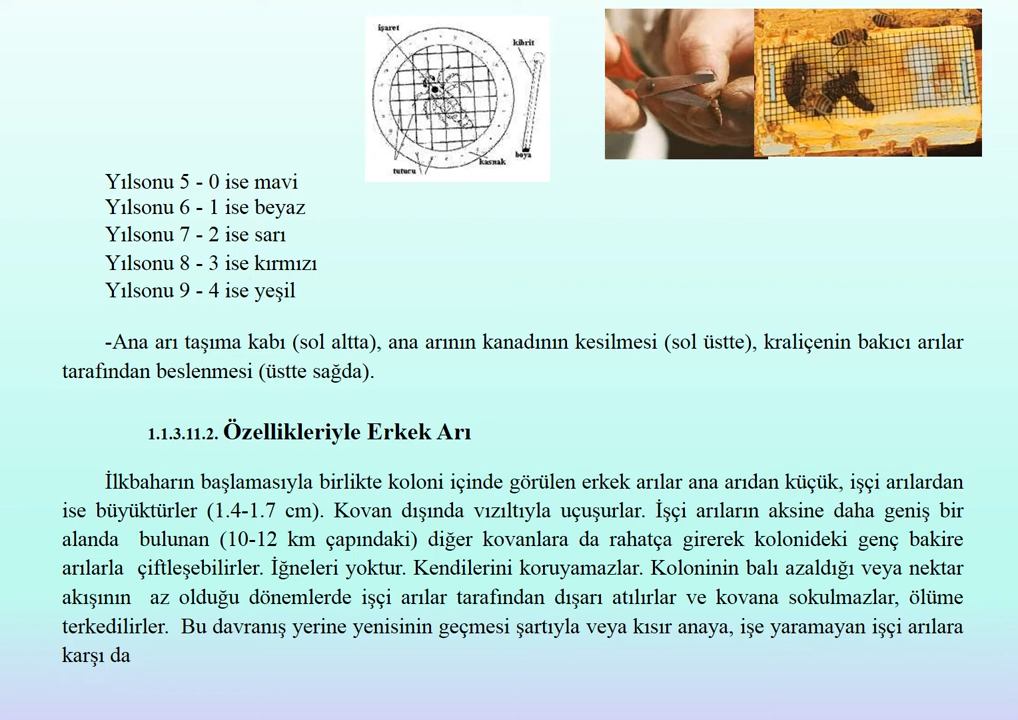 işaret
kibrit
kasnak
boya
tutucu
Yılsonu 5 - 0 ise mavi
Yılsonu 6 - 1 ise beyaz
Yılsonu 7 - 2 ise sarı
Yılsonu 8 - 3 ise kırmızı
Yılsonu 9 - 4 ise yeşil
-Ana arı taşıma kabı (sol altta), ana arının kanadının kesilmesi (sol üstte), kraliçenin bakıcı arılar
tarafından beslenmesi (üstte sağda).
1.1.3.11.2. Özellikleriyle Erkek Arı
İlkbaharın başlamasıyla birlikte koloni içinde görülen erkek arılar ana arıdan küçük, işçi arılardan
ise büyüktürler (1.4-1.7 cm). Kovan dışında vızıltıyla uçuşurlar. İşçi arıların aksine daha geniş bir
alanda bulunan (10-12 km çapındaki) diğer kovanlara da rahatça girerek kolonideki genç bakire
arılarla çiftleşebilirler. İğneleri yoktur. Kendilerini koruyamazlar. Koloninin balı azaldığı veya nektar
akışının az olduğu dönemlerde işçi arılar tarafından dışarı atılırlar ve kovana sokulmazlar, ölüme
terkedilirler. Bu davranış yerine yenisinin geçmesi şartıyla veya kısır anaya, işe yaramayan işçi arılara
karşı da